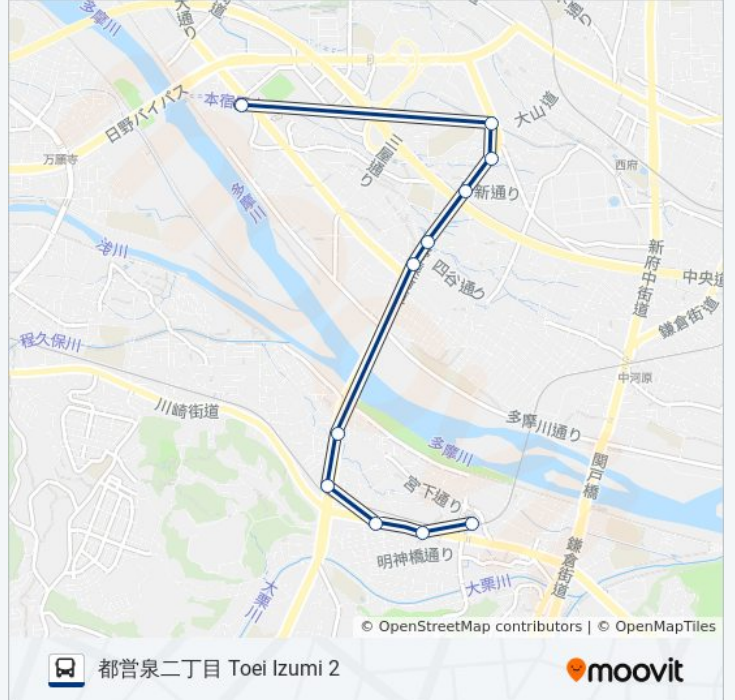 多摩川
大通り
道
通り
本宿
日野バイパス
大山道
三屋通り
万願寺
西府
新通り
多摩川
浅川
四谷通り
新府中街道
中央道
鎌倉街道
程久保川
中河原
川崎街道
多摩川通り
多摩川
関戸橋
宮下通り
明神橋通り
鎌倉街道
大栗川
大栗川
© OpenStreetMap contributors | © OpenMapTiles
都営泉二丁目 Toei Izumi 2
moovit